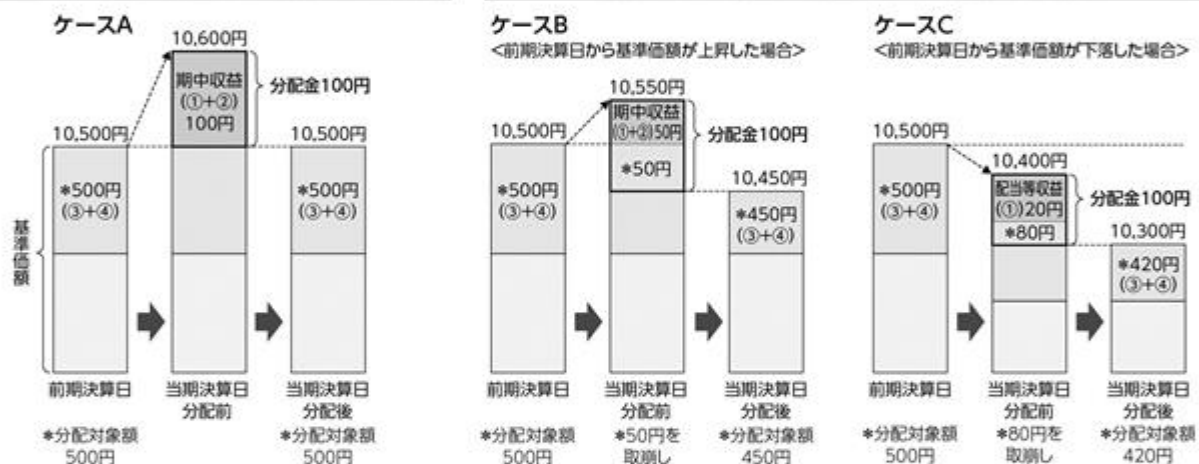 ケースA
10,600円
期中収益
(①+②)
100円
分配金100円
10,500円
10,500円
*500円
(③+④)
*500円
(③+④)
基準価額
前期決算日
当期決算日
分配前
当期決算日
分配後
*分配対象額
500円
*分配対象額
500円
ケースB
<前期決算日から基準価額が上昇した場合>
10,550円
期中収益
(①+②)50円
*50円
分配金100円
10,500円
*500円
(③+④)
10,450円
*450円
(③+④)
前期決算日
当期決算日
分配前
当期決算日
分配後
*分配対象額
500円
*50円を
取崩し
*分配対象額
450円
ケースC
<前期決算日から基準価額が下落した場合>
10,500円
*500円
(③+④)
10,400円
配当等収益
(①)20円
*80円
分配金100円
10,300円
*420円
(③+④)
前期決算日
当期決算日
分配前
当期決算日
分配後
*分配対象額
500円
*80円を
取崩し
*分配対象額
420円